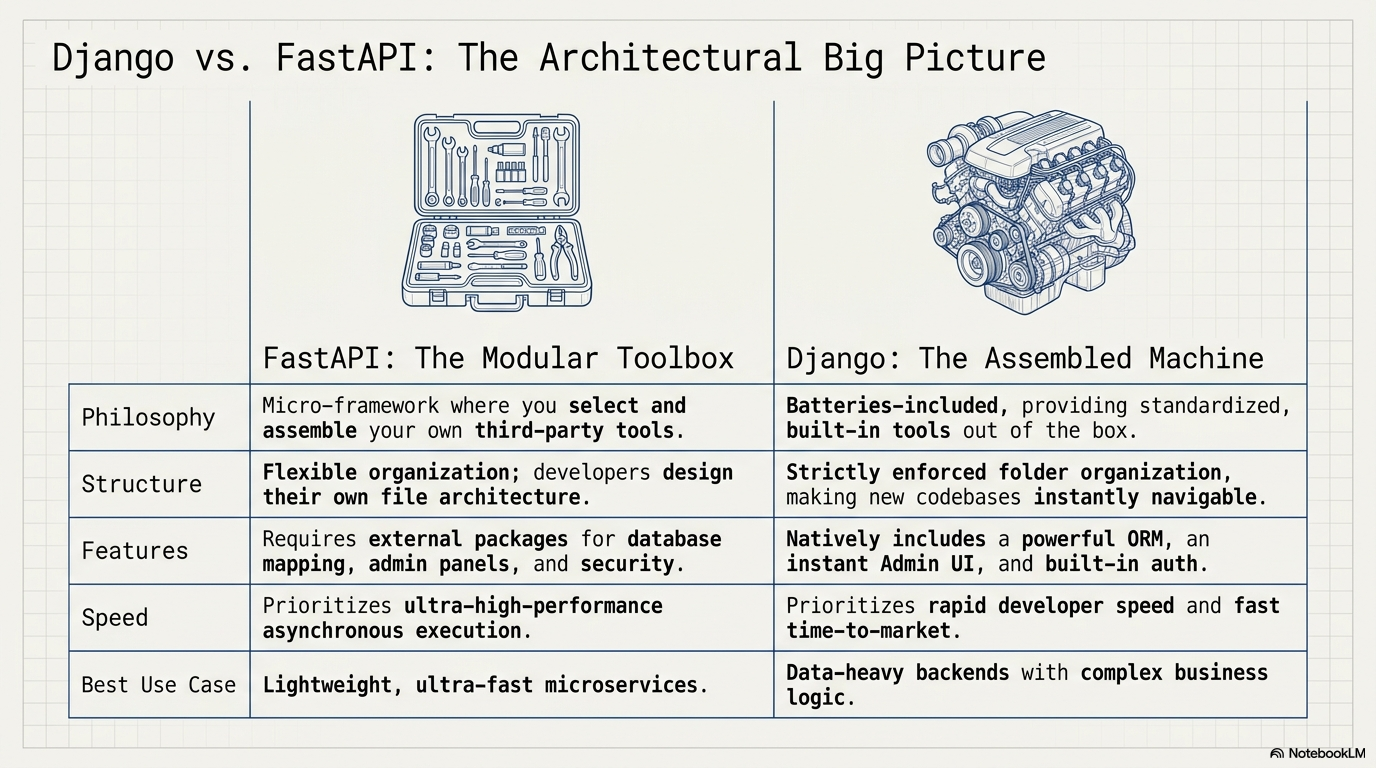 Django vs. FastAPI: The Architectural Big Picture
FastAPI: The Modular Toolbox
Django: The Assembled Machine
Philosophy
Micro-framework where you select and
assemble your own third-party tools.
Batteries-included, providing standardized,
built-in tools out of the box.
Structure
Flexible organization; developers design
their own file architecture.
Strictly enforced folder organization,
making new codebases instantly navigable.
Features
Requires external packages for database
mapping, admin panels, and security.
Natively includes a powerful ORM, an
instant Admin UI, and built-in auth.
Speed
Prioritizes ultra-high-performance
asynchronous execution.
Prioritizes rapid developer speed and fast
time-to-market.
Best Use Case
Lightweight, ultra-fast microservices.
Data-heavy backends with complex business
logic.
NotebookLM